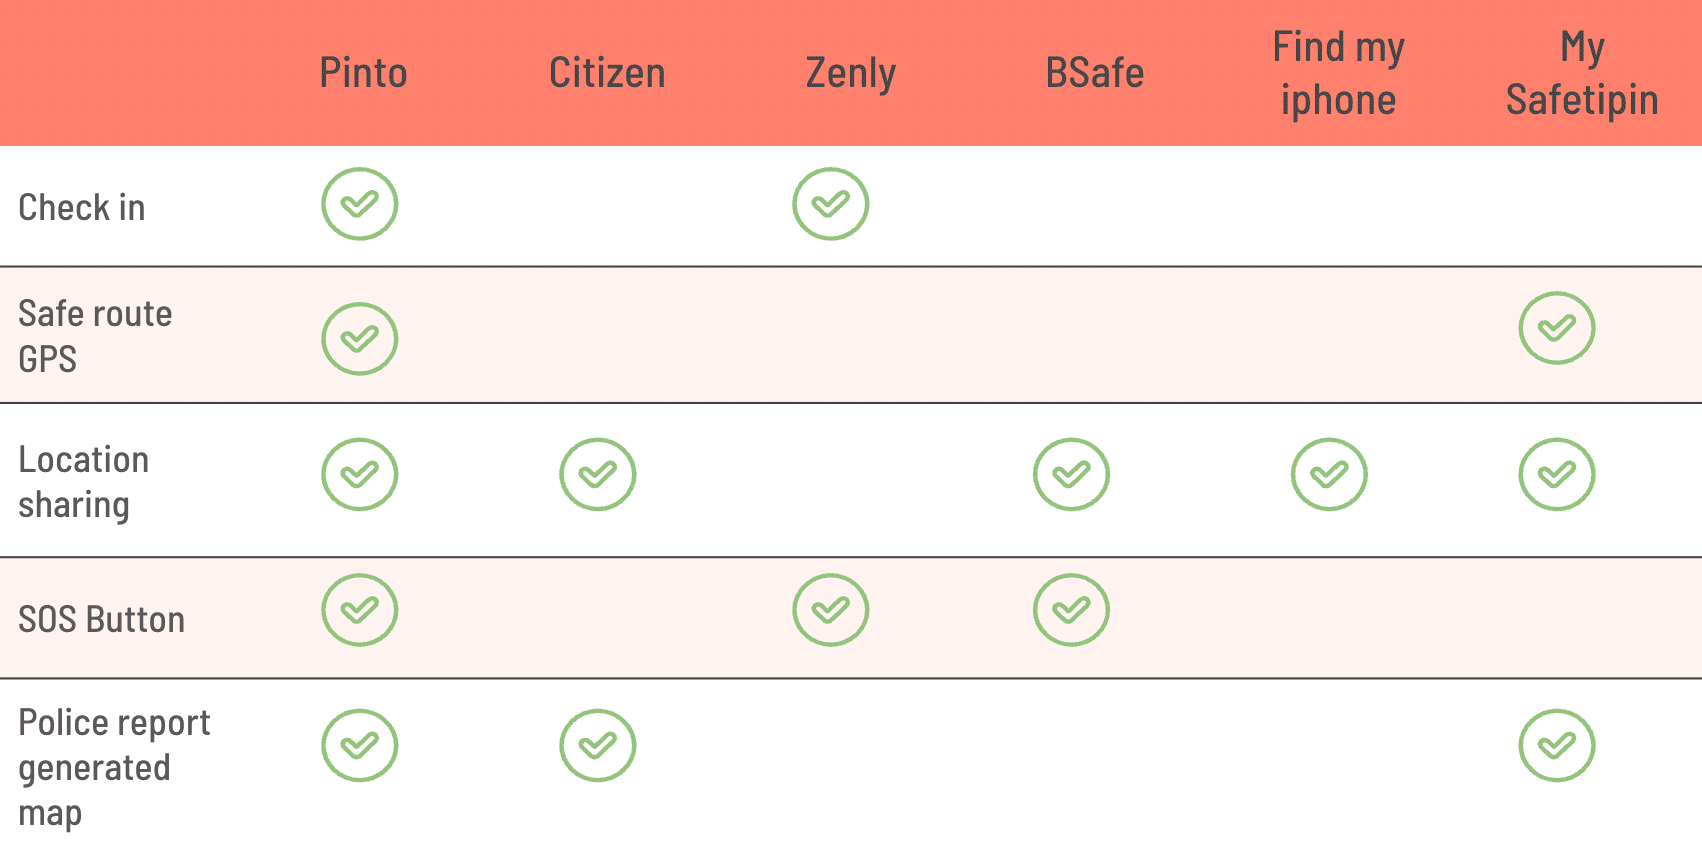 Pinto
Citizen
Zenly
BSafe
Find my
iphone
My
Safetipin
Check in
Safe route
GPS
Location
sharing
SOS Button
Police report
generated
map